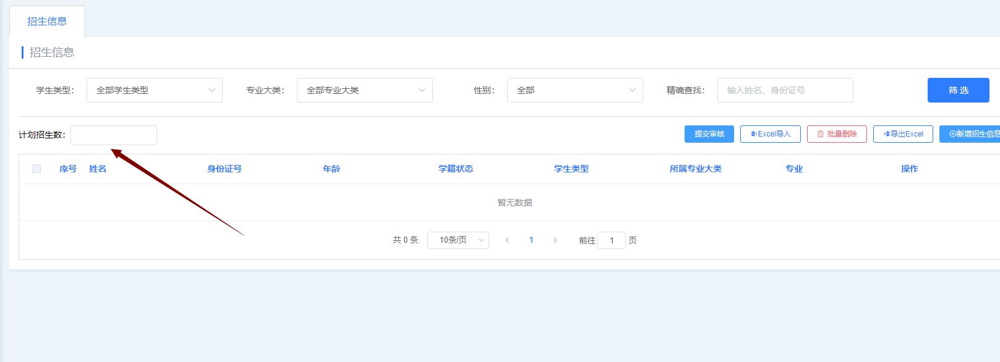 招生信息
招生信息
学生类型： 全部学生类型 专业大类： 全部专业大类 性别： 全部 精确查找： 输入姓名、身份证号 筛 选
计划招生数： 提交审核 Excel导入 批量删除 导出Excel 新增招生信息
序号 姓名 身份证号 年龄 学籍状态 学生类型 所属专业大类 专业 操作
暂无数据
共 0 条 10条/页 1 前往 1 页